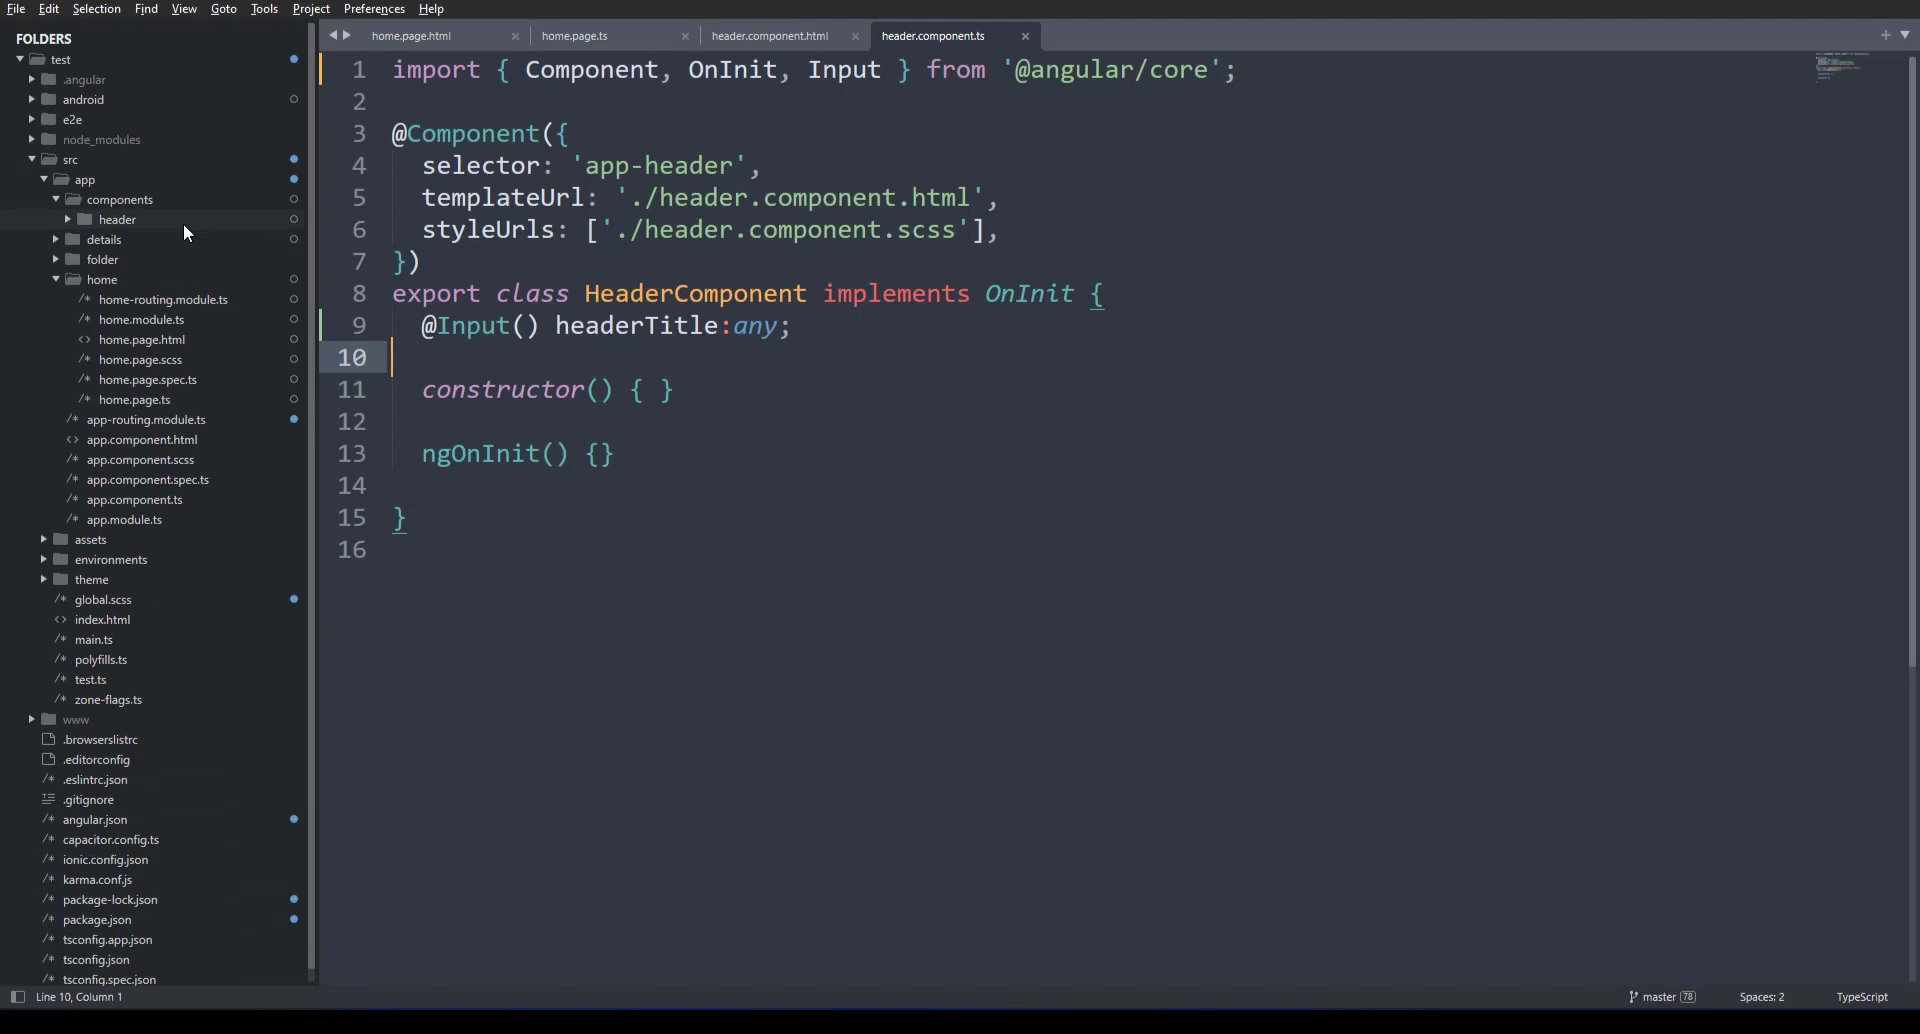 File Edit Selection Find View Goto Tools Project Preferences Help
FOLDERS
test
.angular
android
e2e
node_modules
src
app
components
header
details
folder
home
home-routing.module.ts
home.module.ts
home.page.html
home.page.scss
home.page.spec.ts
home.page.ts
app-routing.module.ts
app.component.html
app.component.scss
app.component.spec.ts
app.component.ts
app.module.ts
assets
environments
theme
global.scss
index.html
main.ts
polyfills.ts
test.ts
zone-flags.ts
www
.browserslistrc
.editorconfig
.eslintrc.json
.gitignore
angular.json
capacitor.config.ts
ionic.config.json
karma.conf.js
package-lock.json
package.json
tsconfig.app.json
tsconfig.json
tsconfig.spec.json
home.page.html home.page.ts header.component.html header.component.ts
1 import { Component, OnInit, Input } from '@angular/core';
2
3 @Component({
4 selector: 'app-header',
5 templateUrl: './header.component.html',
6 styleUrls: ['./header.component.scss'],
7 })
8 export class HeaderComponent implements OnInit {
9 @Input() headerTitle:any;
10
11 constructor() { }
12
13 ngOnInit() {}
14
15 }
16
Line 10, Column 1 master 78 Spaces: 2 TypeScript